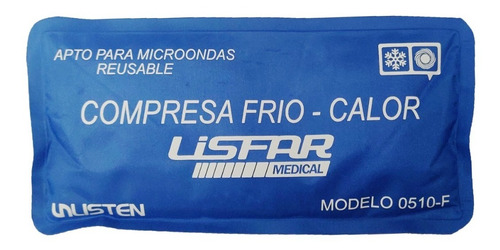 APTO PARA MICROONDAS
REUSABLE
COMPRESA FRIO - CALOR
LiSFAR
MEDICAL
UNLISTEN
MODELO 0510-F